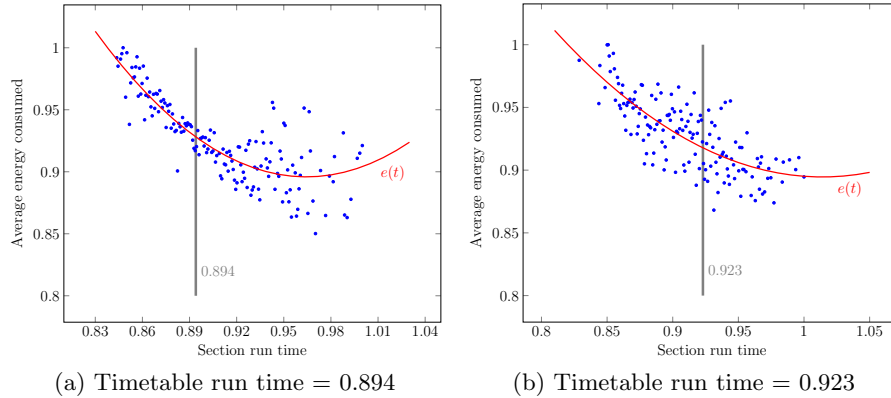 1
0.95
0.9
0.85
0.8
Average energy consumed
e(t)
0.894
0.83 0.86 0.89 0.92 0.95 0.98 1.01 1.04
Section run time
(a) Timetable run time = 0.894
1
0.95
0.9
0.85
0.8
Average energy consumed
e(t)
0.923
0.8 0.85 0.9 0.95 1 1.05
Section run time
(b) Timetable run time = 0.923